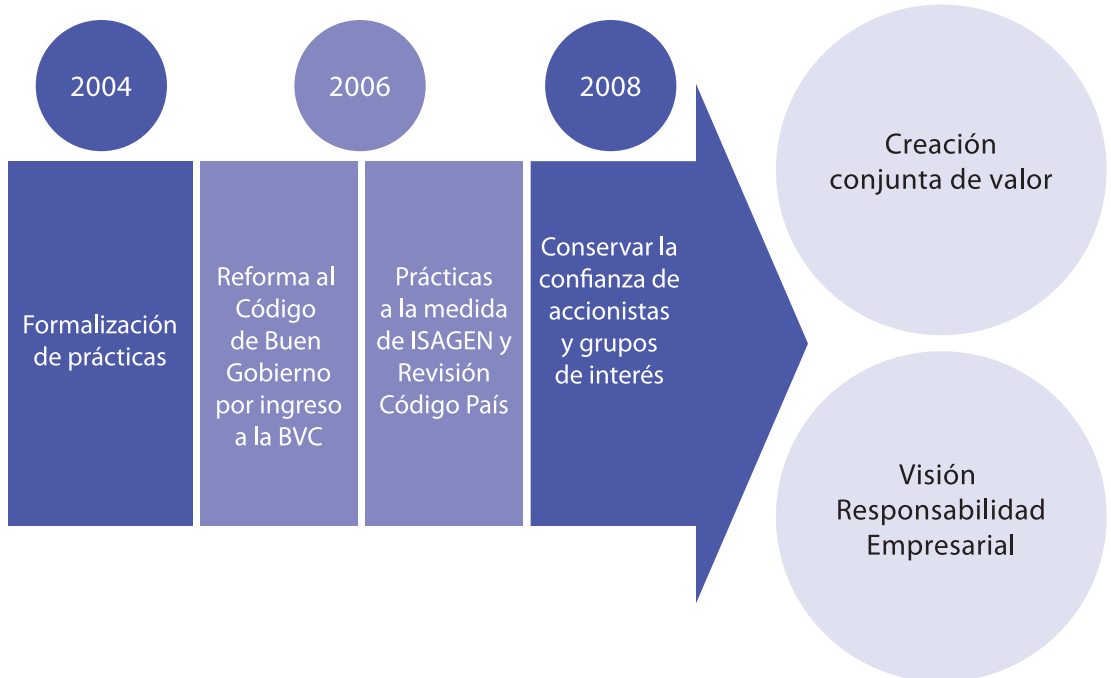 2004
2006
2008
Formalización
de prácticas
Reforma al
Código
de Buen
Gobierno
por ingreso
a la BVC
Prácticas
a la medida
de ISAGEN y
Revisión
Código País
Conservar la
confianza de
accionistas
y grupos
de interés
Creación
conjunta de valor
Visión
Responsabilidad
Empresarial